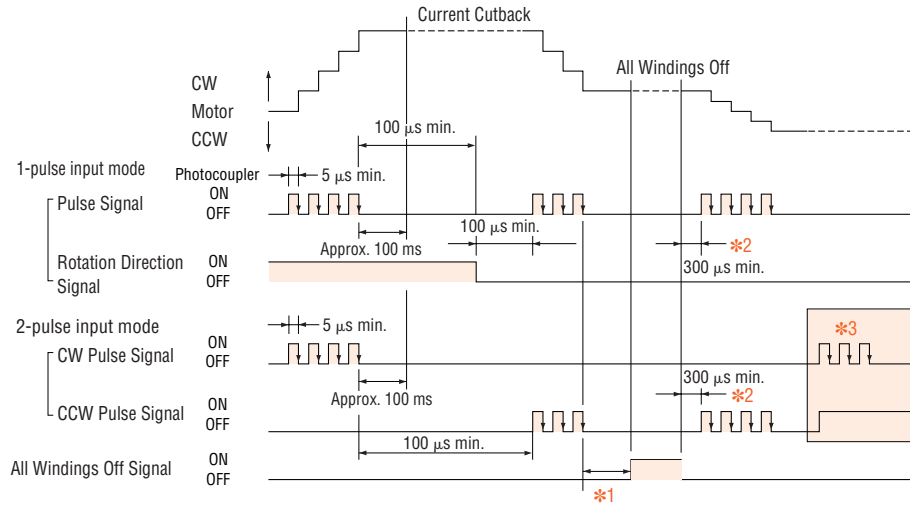 Current Cutback
All Windings Off
CW
Motor
CCW
100 μs min.
1-pulse input mode
Photocoupler
5 μs min.
Pulse Signal
ON
OFF
100 μs min.
*2
Approx. 100 ms
300 μs min.
Rotation Direction
Signal
ON
OFF
2-pulse input mode
5 μs min.
*3
CW Pulse Signal
ON
OFF
300 μs min.
*2
Approx. 100 ms
CCW Pulse Signal
ON
OFF
100 μs min.
All Windings Off Signal
ON
OFF
*1